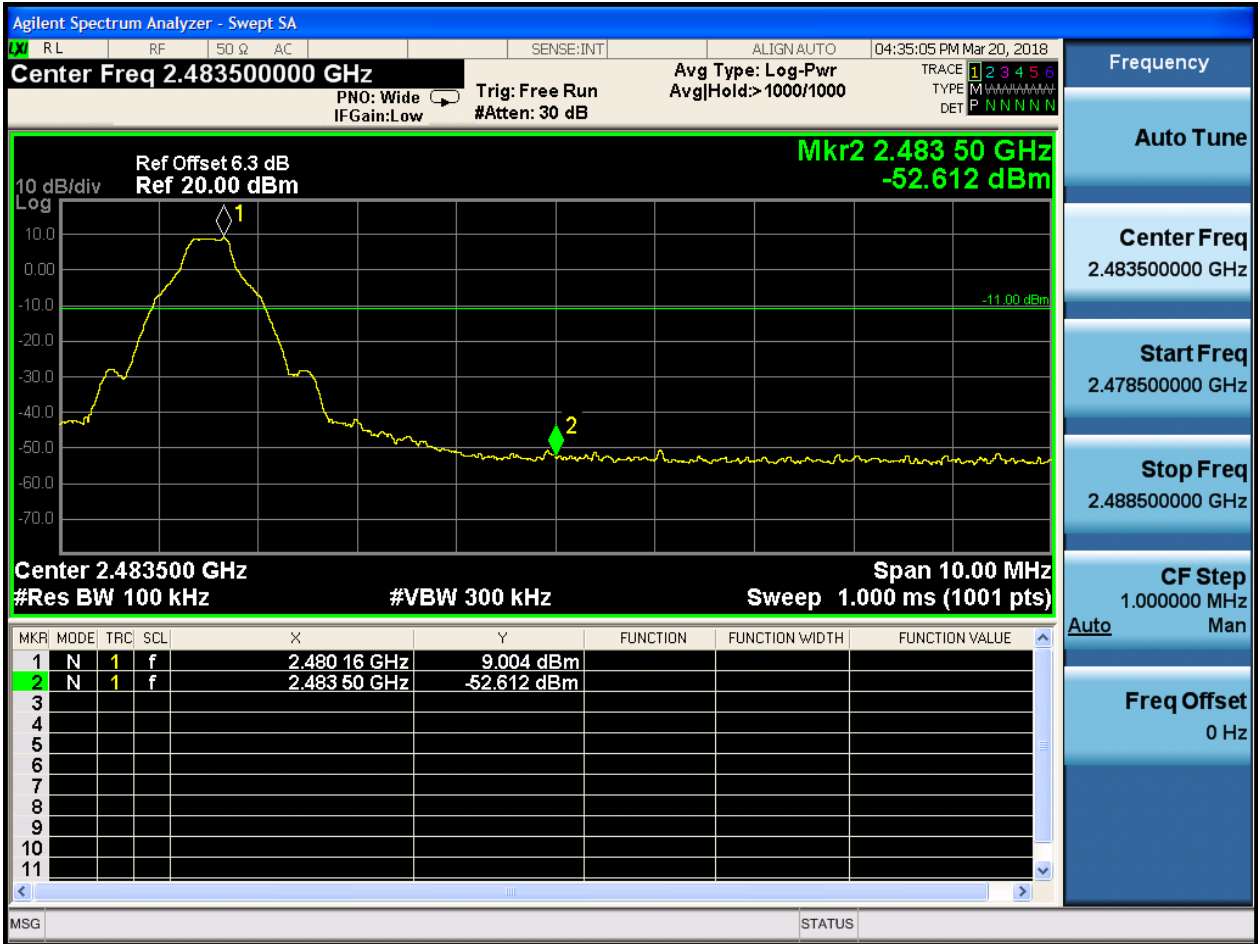 Agilent Spectrum Analyzer - Swept SA
LXI RL RF 50 Ω AC SENSE:INT ALIGN AUTO 04:35:05 PM Mar 20, 2018
Center Freq 2.483500000 GHz
PNO: Wide
IFGain:Low
Trig: Free Run
#Atten: 30 dB
Avg Type: Log-Pwr
Avg|Hold:>1000/1000
TRACE 1 2 3 4 5 6
TYPE M
DET P N N N N N
Mkr2 2.483 50 GHz
-52.612 dBm
Ref Offset 6.3 dB
10 dB/div Ref 20.00 dBm
Log
1
10.0
0.00
-10.0
-11.00 dBm
-20.0
-30.0
-40.0
2
-50.0
-60.0
-70.0
Center 2.483500 GHz Span 10.00 MHz
#Res BW 100 kHz #VBW 300 kHz Sweep 1.000 ms (1001 pts)
MKR MODE TRC SCL X Y FUNCTION FUNCTION WIDTH FUNCTION VALUE
1 N 1 f 2.480 16 GHz 9.004 dBm
2 N 1 f 2.483 50 GHz -52.612 dBm
3
4
5
6
7
8
9
10
11
MSG STATUS
Frequency
Auto Tune
Center Freq
2.483500000 GHz
Start Freq
2.478500000 GHz
Stop Freq
2.488500000 GHz
CF Step
1.000000 MHz
Auto Man
Freq Offset
0 Hz